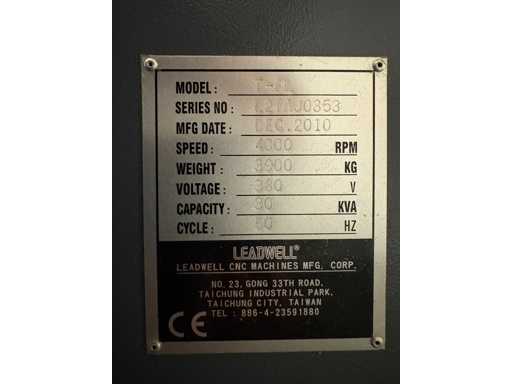 MODEL:
SERIES NO :
MFG DATE: DEC.2010
SPEED: 4000 RPM
WEIGHT: 3900 KG
VOLTAGE: 380 V
CAPACITY: 30 KVA
CYCLE: 50 HZ
LEADWELL®
LEADWELL CNC MACHINES MFG. CORP.
NO. 23, GONG 33TH ROAD,
TAICHUNG INDUSTRIAL PARK,
TAICHUNG CITY, TAIWAN
TEL : 886-4-23591880
CE